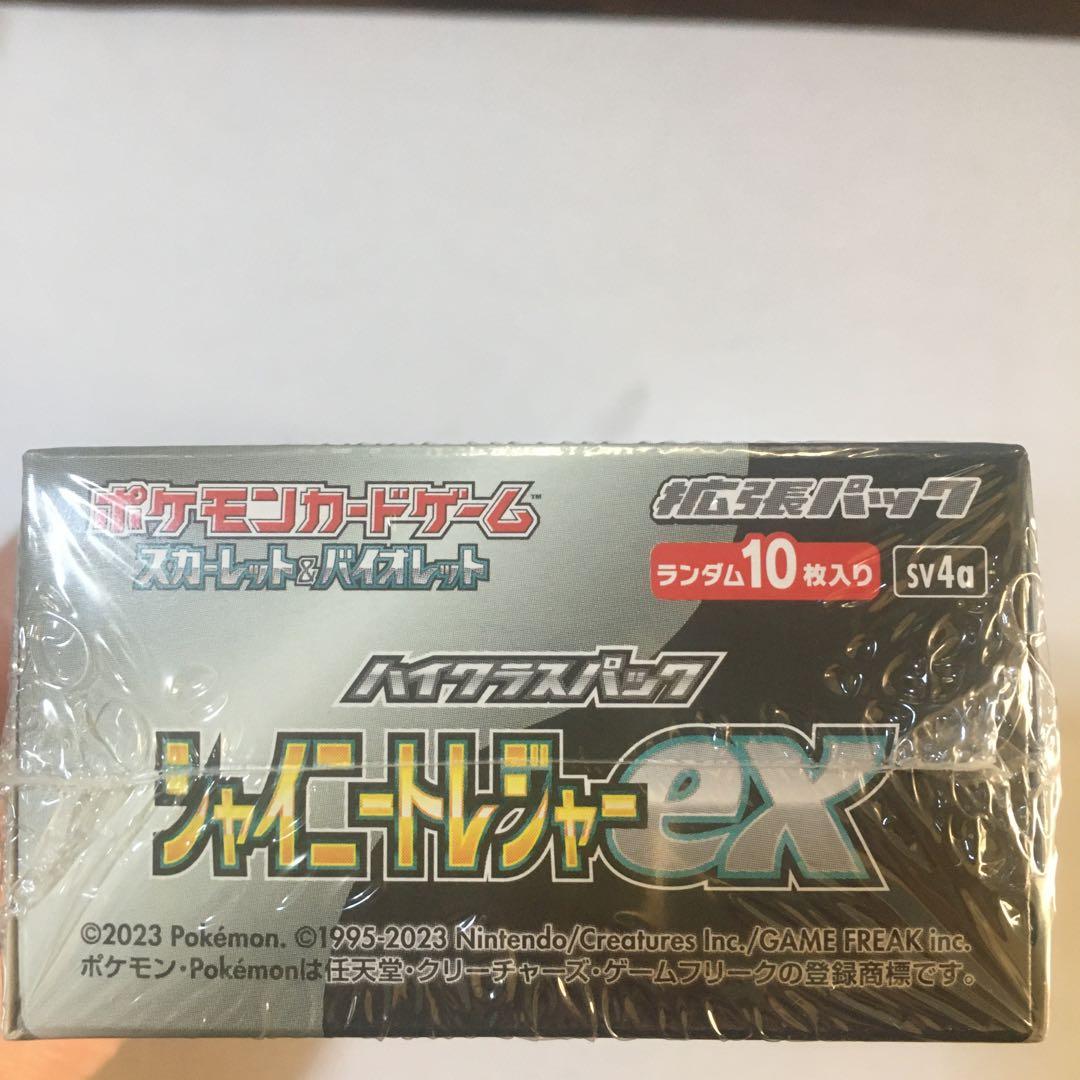 ポケモンカードゲーム™
スカーレット&バイオレット
拡張パック
ランダム10枚入り
sv4a
ハイクラスパック
シャイニートレジャーex
©2023 Pokémon. ©1995-2023 Nintendo/Creatures Inc./GAME FREAK inc.
ポケモン・Pokémonは任天堂・クリーチャーズ・ゲームフリークの登録商標です。